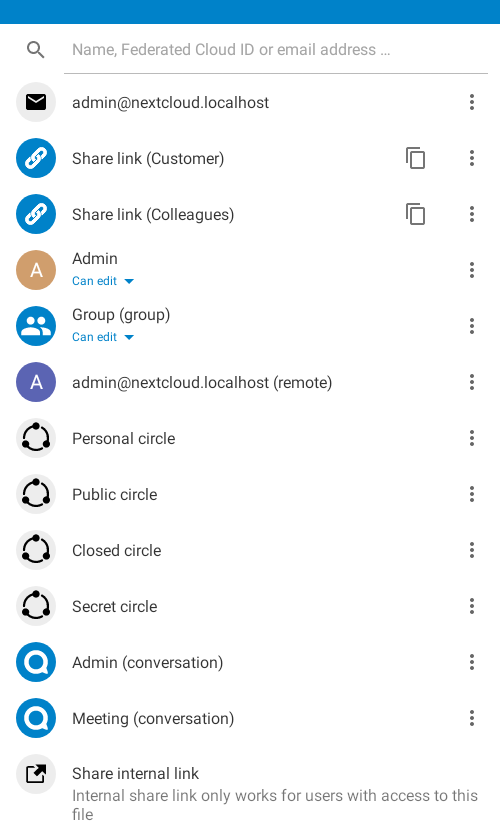 Name, Federated Cloud ID or email address …
admin@nextcloud.localhost
Share link (Customer)
Share link (Colleagues)
A
Admin
Can edit
Group (group)
Can edit
A
admin@nextcloud.localhost (remote)
Personal circle
Public circle
Closed circle
Secret circle
Admin (conversation)
Meeting (conversation)
Share internal link
Internal share link only works for users with access to this
file